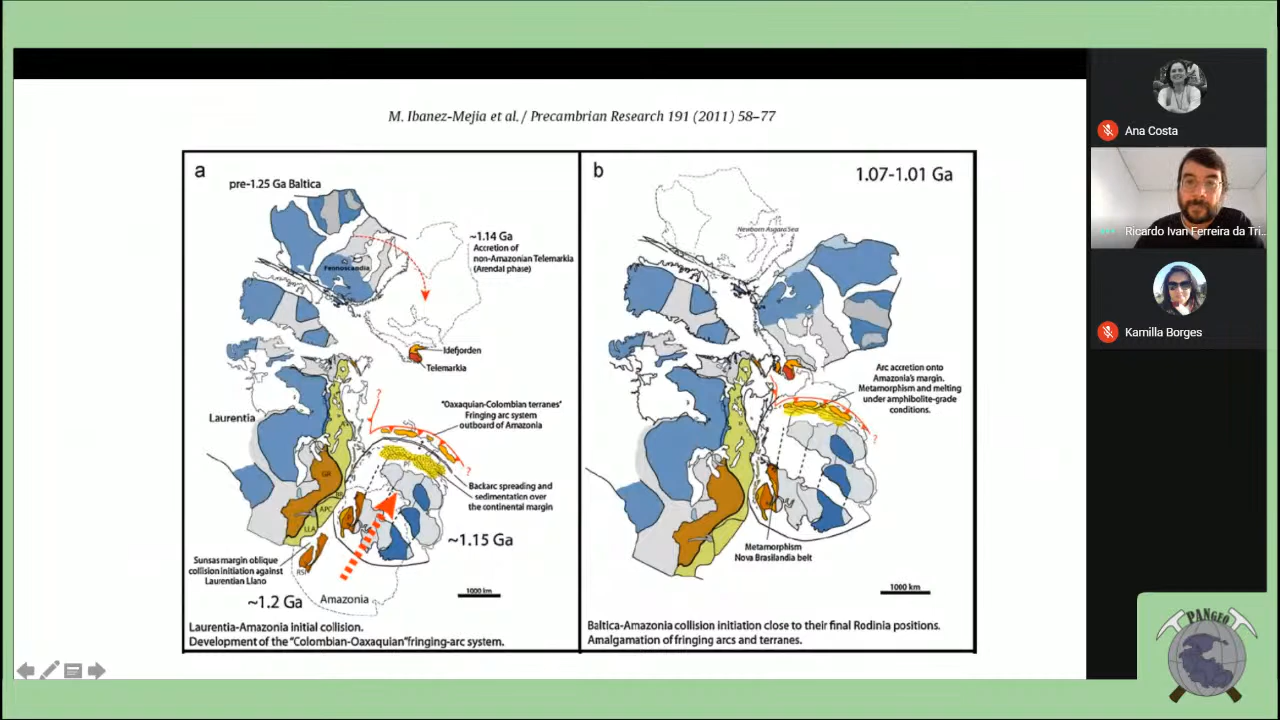 M. Ibanez-Mejia et al. / Precambrian Research 191 (2011) 58–77
a
pre-1.25 Ga Baltica
Fennoscandia
~1.14 Ga
Accretion of
non-Amazonian Telemarkia
(Arendal phase)
Idefjorden
Telemarkia
Laurentia
?
"Oaxaquian-Colombian terranes"
Fringing arc system
outboard of Amazonia
?
GR
APC
LLA
RSI
Backarc spreading and
sedimentation over
the continental margin
~1.15 Ga
Sunsas margin oblique
collision initiation against
Laurentian Llano
~1.2 Ga
Amazonia
1000 km
Laurentia-Amazonia initial collision.
Development of the "Colombian-Oaxaquian"fringing-arc system.
b
1.07-1.01 Ga
Newborn Asgard Sea
Arc accretion onto
Amazonia's margin.
Metamorphism and melting
under amphibolite-grade
conditions.
?
Metamorphism
Nova Brasilandia belt
1000 km
Baltica-Amazonia collision initiation close to their final Rodinia positions.
Amalgamation of fringing arcs and terranes.
Ana Costa
Ricardo Ivan Ferreira da Tri...
Kamilla Borges
PANGEO